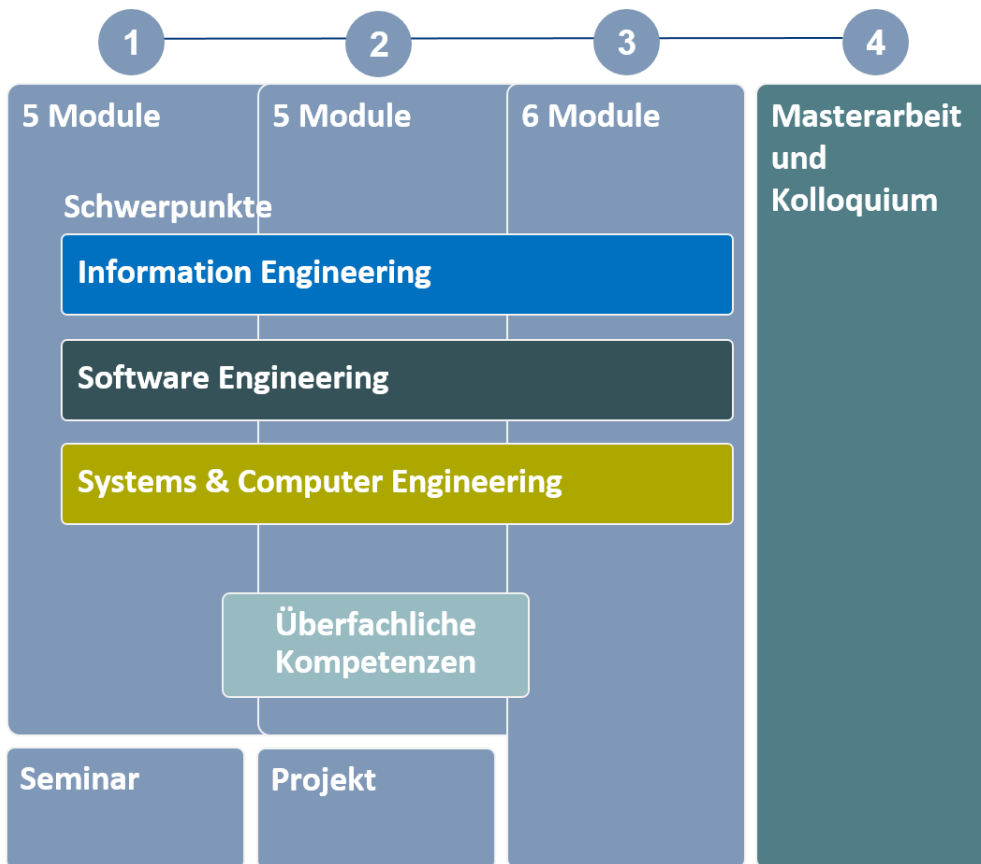 1
2
3
4
5 Module
5 Module
6 Module
Masterarbeit
und
Kolloquium
Schwerpunkte
Information Engineering
Software Engineering
Systems & Computer Engineering
Überfachliche
Kompetenzen
Seminar
Projekt